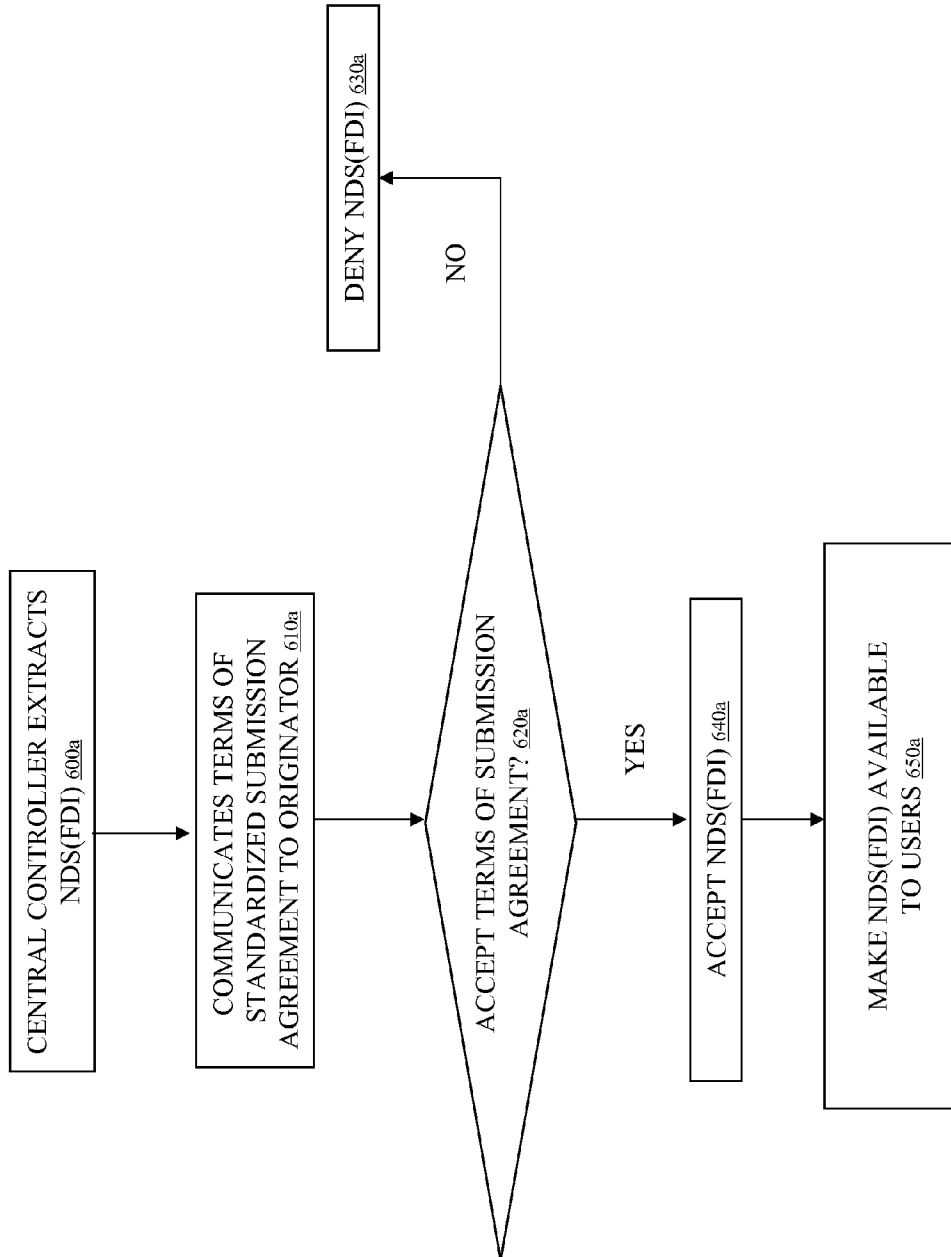 CENTRAL CONTROLLER EXTRACTS
NDS(FDI) 600a
COMMUNICATES TERMS OF
STANDARDIZED SUBMISSION
AGREEMENT TO ORIGINATOR 610a
ACCEPT TERMS OF SUBMISSION
AGREEMENT? 620a
NO
DENY NDS(FDI) 630a
YES
ACCEPT NDS(FDI) 640a
MAKE NDS(FDI) AVAILABLE
TO USERS 650a